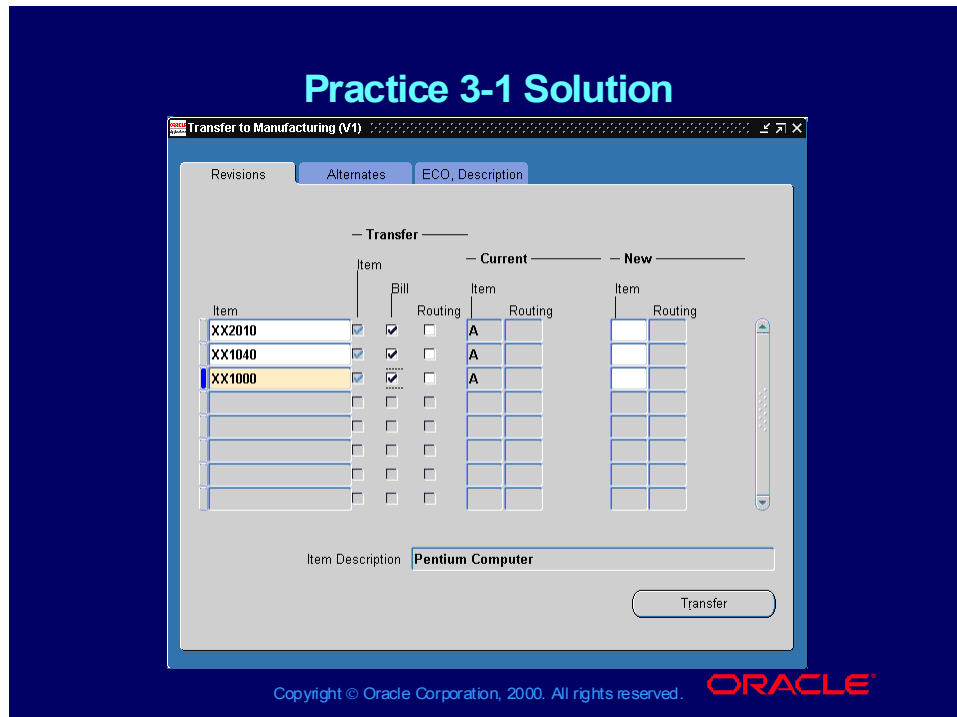 Practice 3-1 Solution
Transfer to Manufacturing (V1)
Revisions
Alternates
ECO, Description
Transfer
Current
New
Item
Bill
Item
Item
Item
Routing
Routing
Routing
XX2010
A
XX1040
A
XX1000
A
Item Description
Pentium Computer
Transfer
Copyright © Oracle Corporation, 2000. All rights reserved.
ORACLE®